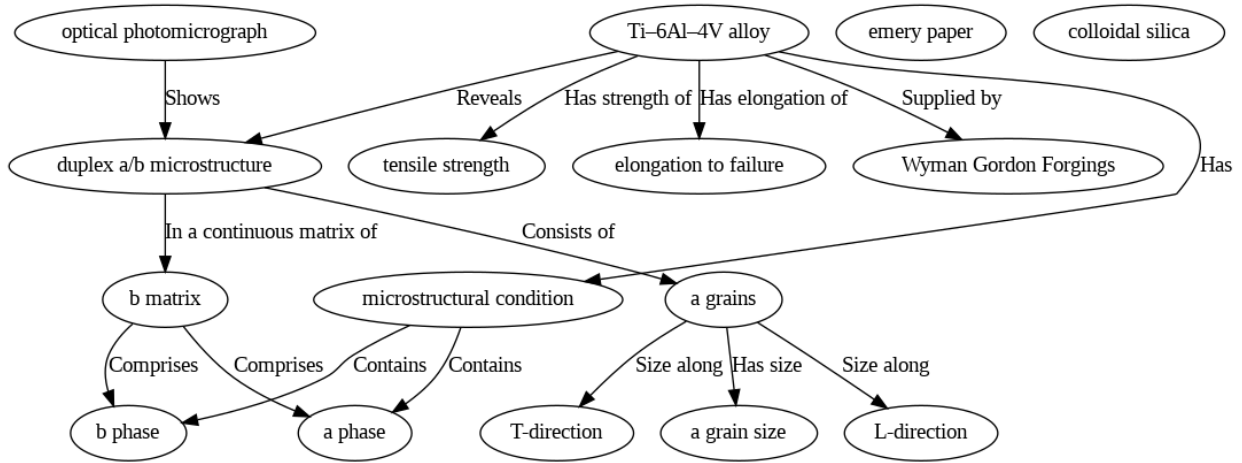 optical photomicrograph
Ti–6Al–4V alloy
emery paper
colloidal silica
Shows
Reveals
Has strength of
Has elongation of
Supplied by
duplex a/b microstructure
tensile strength
elongation to failure
Wyman Gordon Forgings
Has
In a continuous matrix of
Consists of
b matrix
microstructural condition
a grains
Comprises
Comprises
Contains
Contains
Size along
Has size
Size along
b phase
a phase
T-direction
a grain size
L-direction